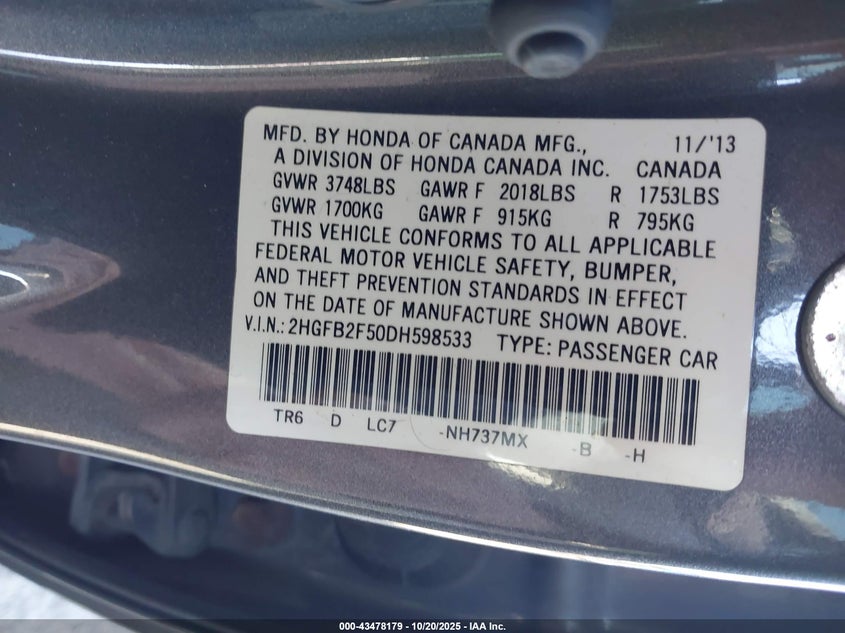 MFD. BY HONDA OF CANADA MFG., 11/'13
A DIVISION OF HONDA CANADA INC. CANADA
GVWR 3748LBS GAWR F 2018LBS R 1753LBS
GVWR 1700KG GAWR F 915KG R 795KG
THIS VEHICLE CONFORMS TO ALL APPLICABLE
FEDERAL MOTOR VEHICLE SAFETY, BUMPER,
AND THEFT PREVENTION STANDARDS IN EFFECT
ON THE DATE OF MANUFACTURE SHOWN ABOVE.
V.I.N.: 2HGFB2F50DH598533 TYPE: PASSENGER CAR
TR6 D LC7 -NH737MX -B -H
000-43478179 - 10/20/2025 - IAA Inc.